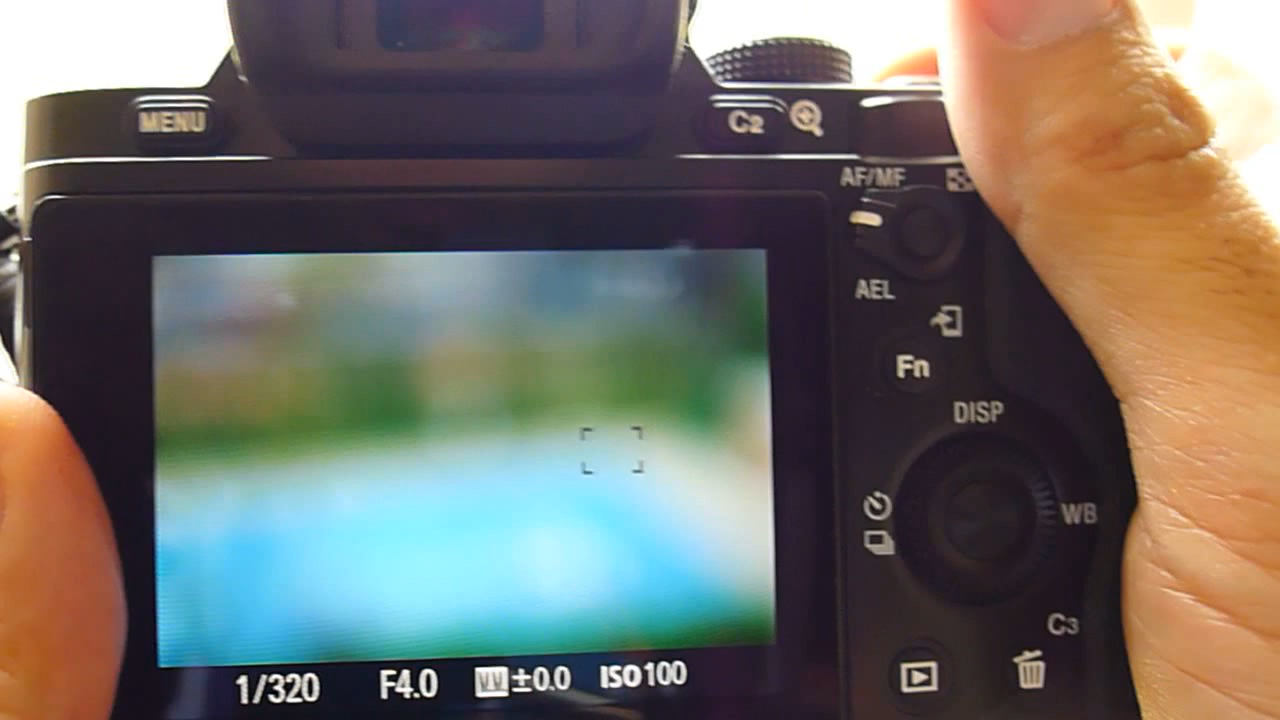 MENU
C2
AF/MF
AEL
Fn
DISP
WB
C3
1/320 F4.0 ±0.0 ISO100